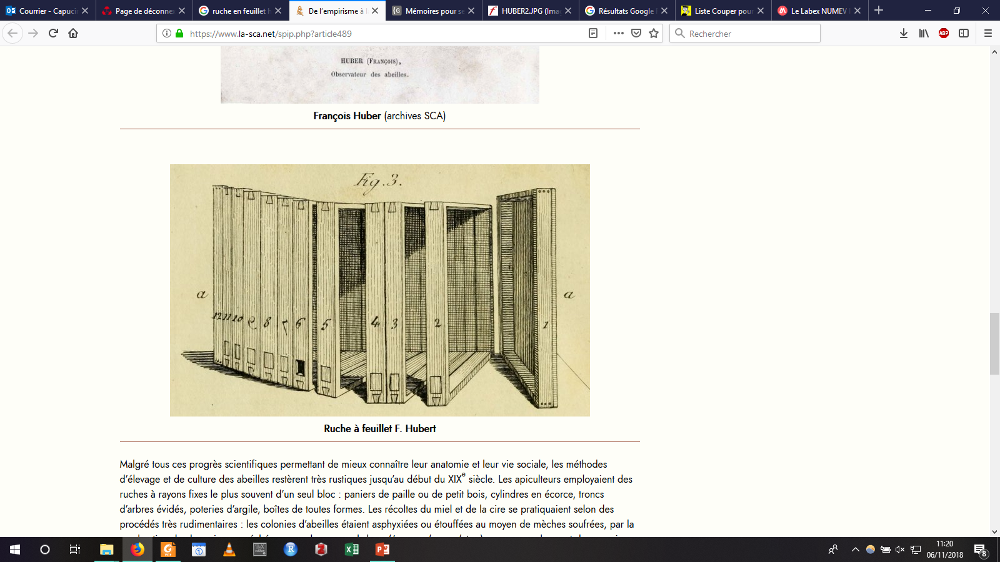 Courrier - Capucin
Page de déconnex
ruche en feuillet h
De l'empirisme à l
Mémoires pour se
HUBER2.JPG (Imag
Résultats Google
Liste Couper pour
Le Labex NUMEV
https://www.la-sca.net/spip.php?article489
Rechercher
ABP
HUBER (François),
Observateur des abeilles.
François Huber (archives SCA)
Fig. 3.
a
a
12 11 10 9 8 7 6 5 4 3 2 1
Ruche à feuillet F. Hubert
Malgré tous ces progrès scientifiques permettant de mieux connaître leur anatomie et leur vie sociale, les méthodes
d'élevage et de culture des abeilles restèrent très rustiques jusqu'au début du XIXe siècle. Les apiculteurs employaient des
ruches à rayons fixes le plus souvent d'un seul bloc : paniers de paille ou de petit bois, cylindres en écorce, troncs
d'arbres évidés, poteries d'argile, boîtes de toutes formes. Les récoltes du miel et de la cire se pratiquaient selon des
procédés très rudimentaires : les colonies d'abeilles étaient asphyxiées ou étouffées au moyen de mèches soufrées, par la
11:20
06/11/2018
8